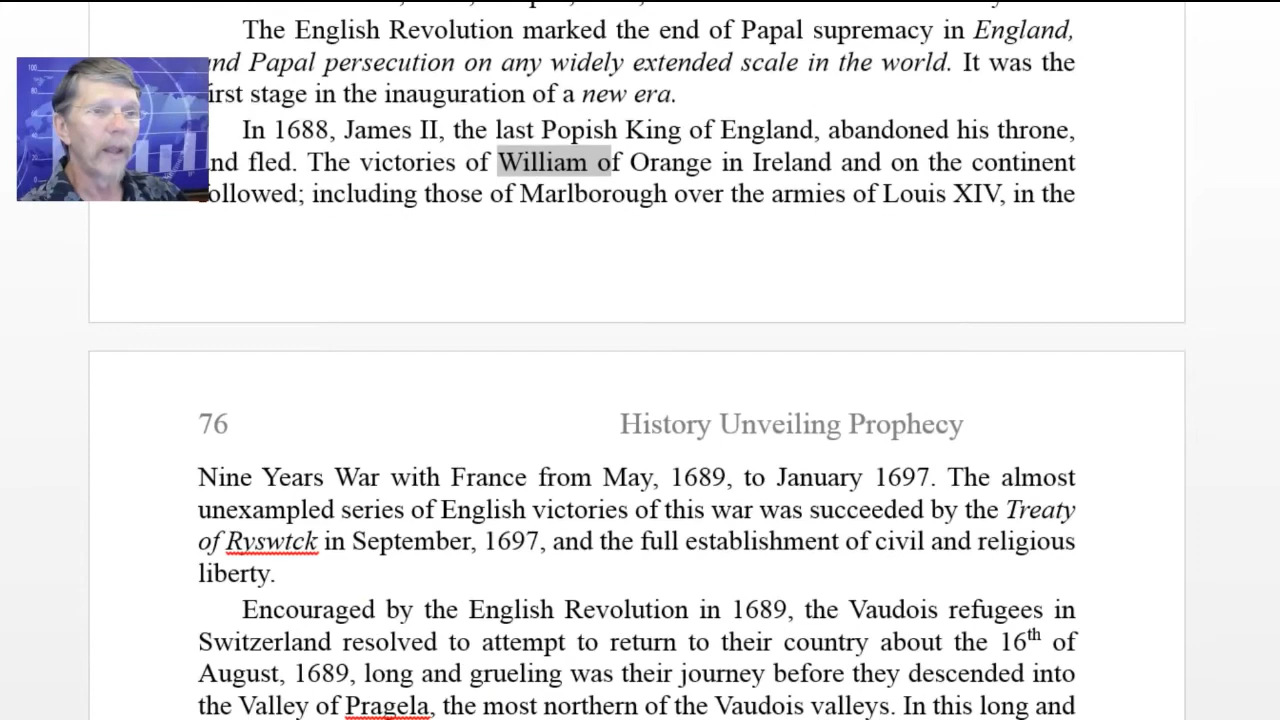 The English Revolution marked the end of Papal supremacy in England,
nd Papal persecution on any widely extended scale in the world. It was the
irst stage in the inauguration of a new era.
In 1688, James II, the last Popish King of England, abandoned his throne,
nd fled. The victories of William of Orange in Ireland and on the continent
ollowed; including those of Marlborough over the armies of Louis XIV, in the
76 History Unveiling Prophecy
Nine Years War with France from May, 1689, to January 1697. The almost
unexampled series of English victories of this war was succeeded by the Treaty
of Ryswtck in September, 1697, and the full establishment of civil and religious
liberty.
Encouraged by the English Revolution in 1689, the Vaudois refugees in
Switzerland resolved to attempt to return to their country about the 16th of
August, 1689, long and grueling was their journey before they descended into
the Valley of Pragela, the most northern of the Vaudois valleys. In this long and